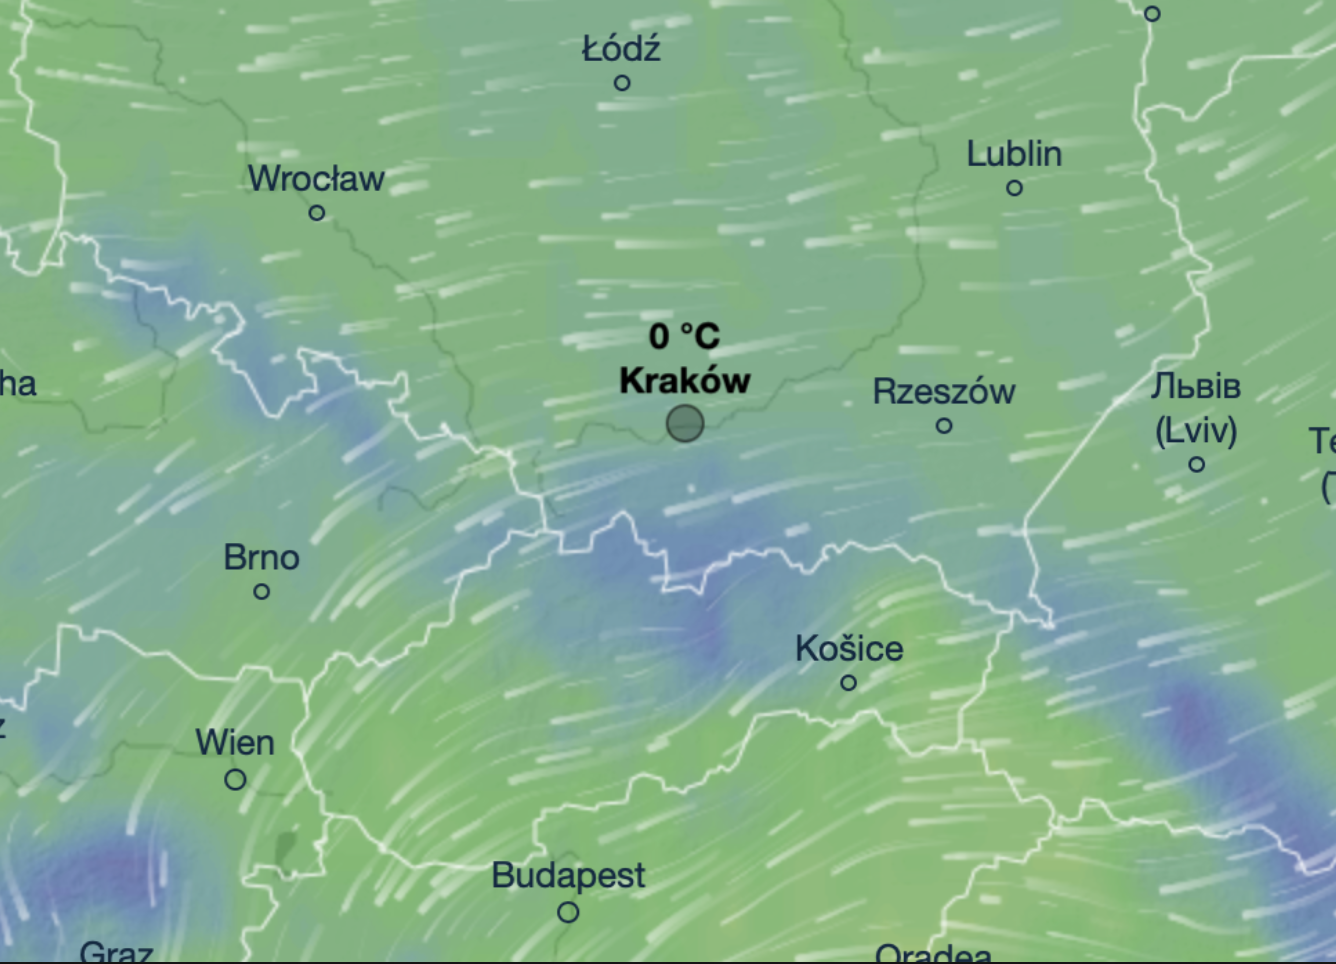 Łódź
Lublin
Wrocław
0 °C
Kraków
ha
Rzeszów
Львів
(Lviv)
Te
(
Brno
Košice
z
Wien
Budapest
Graz
Oradea